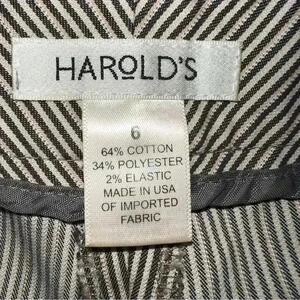 HAROLD'S
6
64% COTTON
34% POLYESTER
2% ELASTIC
MADE IN USA
OF IMPORTED
FABRIC